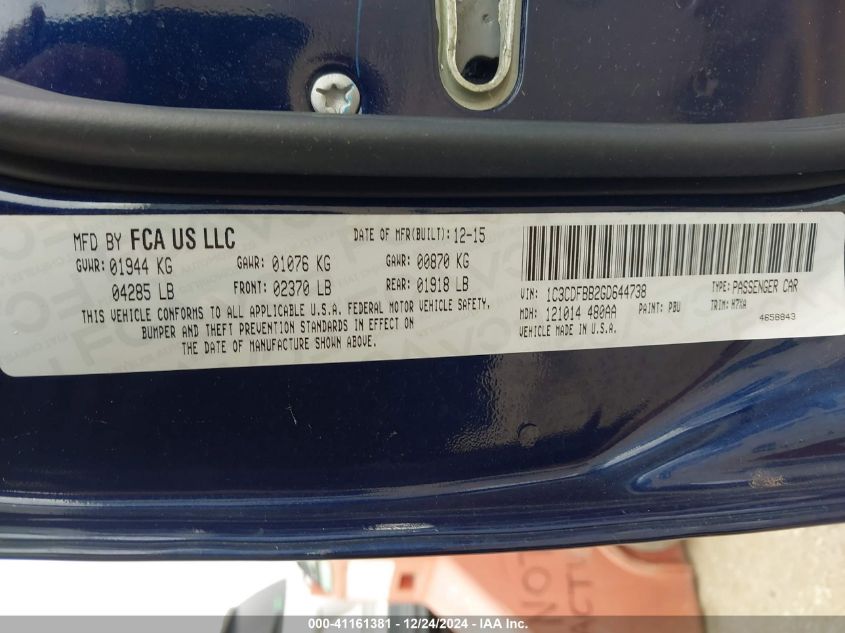 MFD BY FCA US LLC
DATE OF MFR(BUILT): 12-15
GVWR: 01944 KG
GAWR: 01076 KG
GAWR: 00870 KG
04285 LB
FRONT: 02370 LB
REAR: 01918 LB
THIS VEHICLE CONFORMS TO ALL APPLICABLE U.S.A. FEDERAL MOTOR VEHICLE SAFETY,
BUMPER AND THEFT PREVENTION STANDARDS IN EFFECT ON
THE DATE OF MANUFACTURE SHOWN ABOVE.
VIN: 1C3CDFBB2GD644738
TYPE: PASSENGER CAR
MDH: 121014 480AA
PAINT: PBU
TRIM: H7XA
VEHICLE MADE IN U.S.A.
4658843
000-41161381 - 12/24/2024 - IAA Inc.